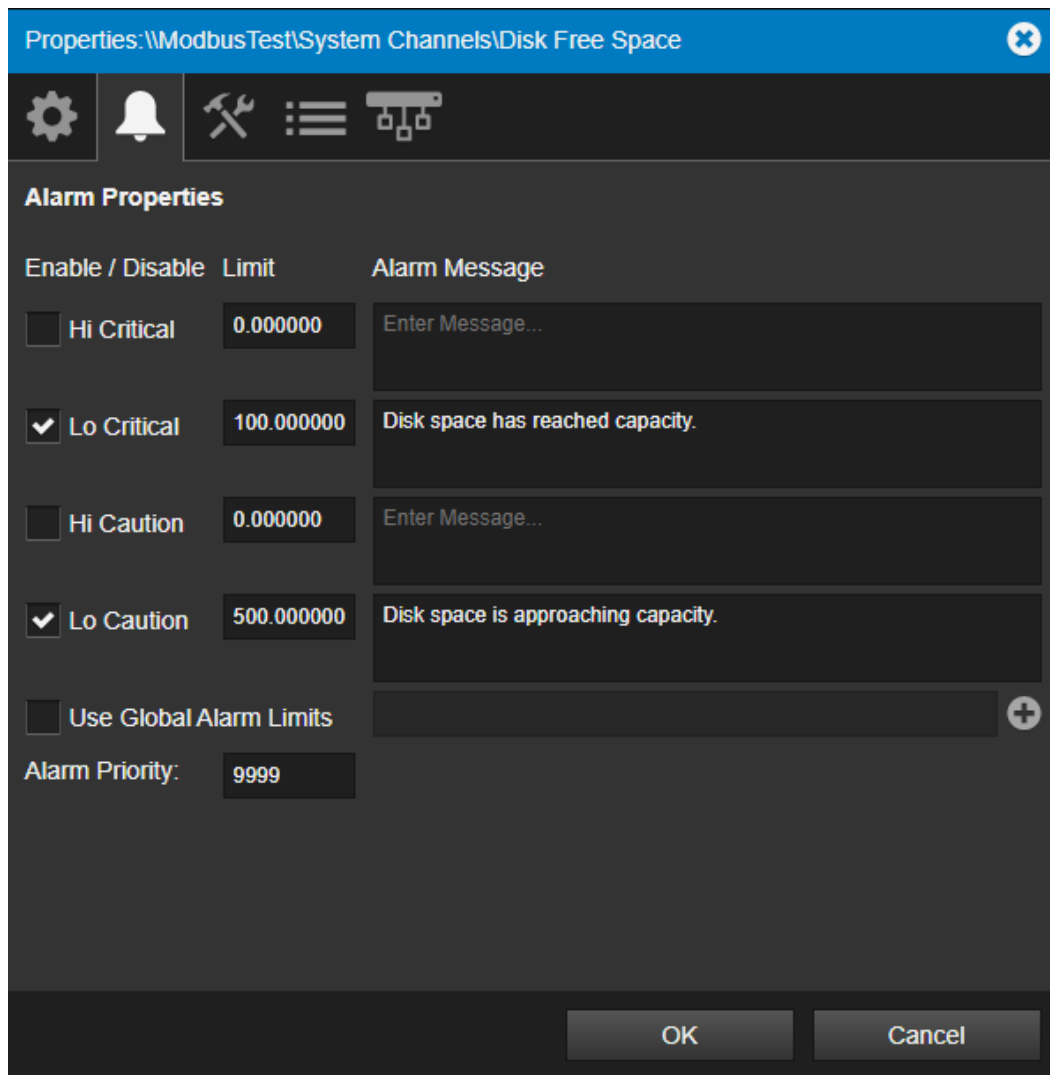 Properties:\\ModbusTest\System Channels\Disk Free Space
Alarm Properties
Enable / Disable Limit Alarm Message
Hi Critical 0.000000 Enter Message...
Lo Critical 100.000000 Disk space has reached capacity.
Hi Caution 0.000000 Enter Message...
Lo Caution 500.000000 Disk space is approaching capacity.
Use Global Alarm Limits
Alarm Priority: 9999
OK Cancel